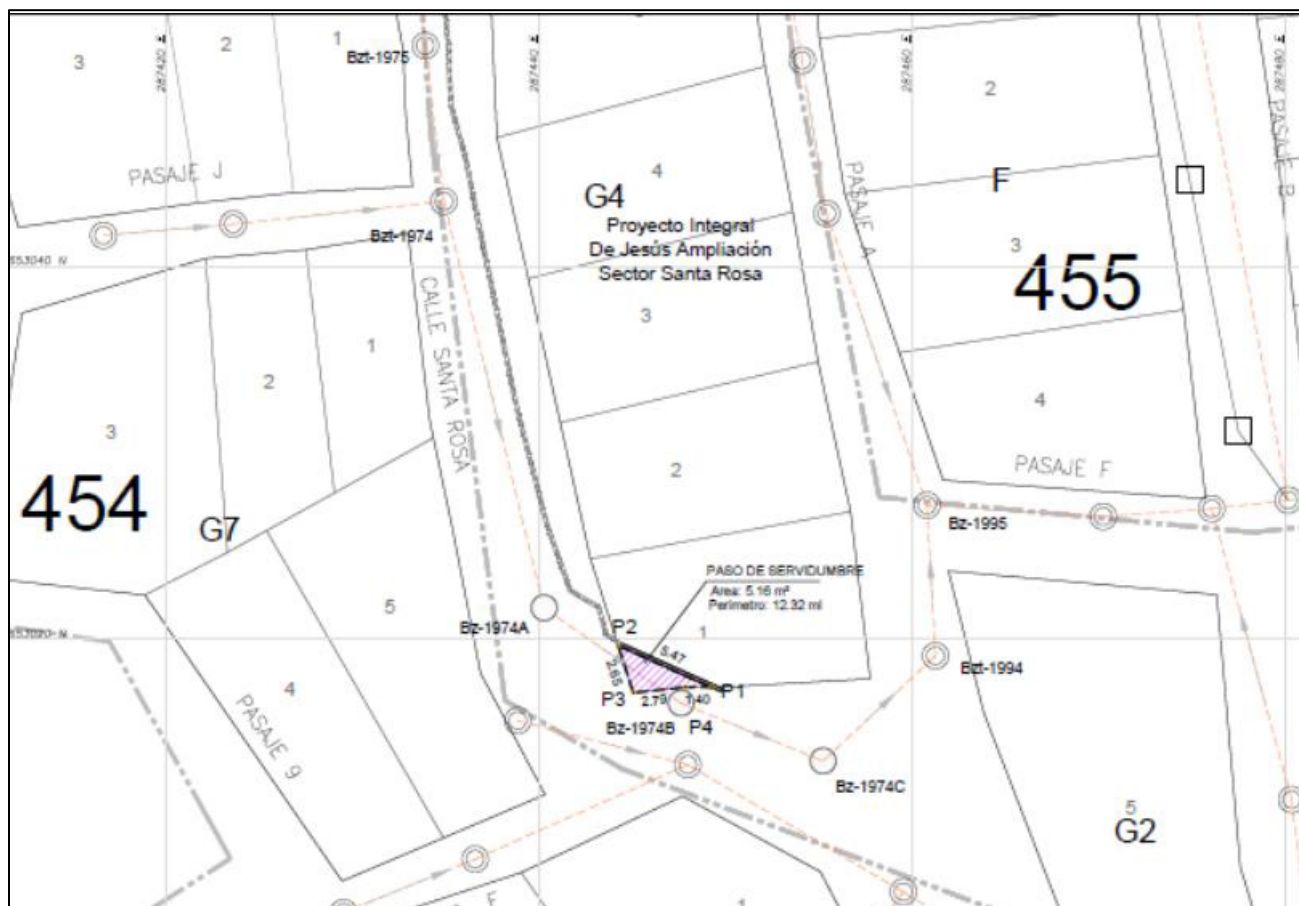 287420 E
287440 E
287460 E
287480 E
3
2
1
Bzt-1975
2
PASAJE J
4
G4
F
PASAJE A
PASAJE B
Proyecto Integral
De Jesús Ampliación
Sector Santa Rosa
Bzt-1974
3
455
653040 N
CALLE SANTA ROSA
3
1
2
4
3
2
PASAJE F
454
G7
Bz-1995
PASO DE SERVIDUMBRE
Area: 5.16 m²
Perimetro: 12.32 ml
5
Bz-1974A
P2
1
653020 N
5.47
2.65
Bzt-1994
4
P3
2.79
1.40
P1
PASAJE 9
Bz-1974B
P4
Bz-1974C
5
G2
E
1